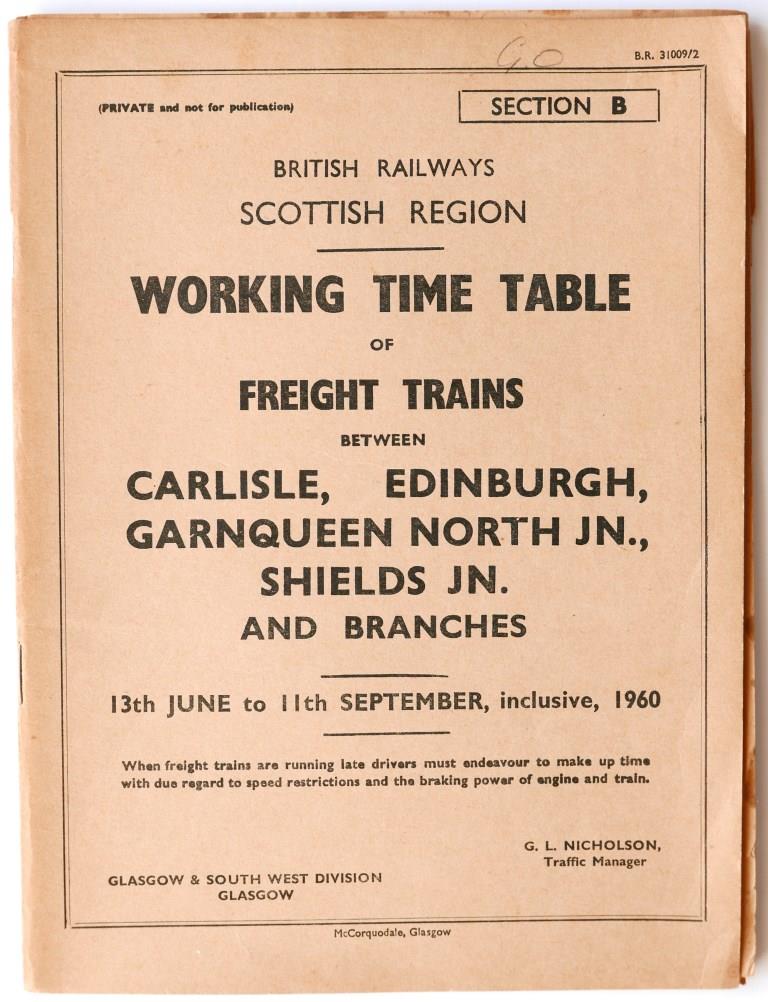 G.O
B.R. 31009/2
(PRIVATE and not for publication)
SECTION B
BRITISH RAILWAYS
SCOTTISH REGION
WORKING TIME TABLE
OF
FREIGHT TRAINS
BETWEEN
CARLISLE, EDINBURGH,
GARNQUEEN NORTH JN.,
SHIELDS JN.
AND BRANCHES
13th JUNE to 11th SEPTEMBER, inclusive, 1960
When freight trains are running late drivers must endeavour to make up time
with due regard to speed restrictions and the braking power of engine and train.
G. L. NICHOLSON,
Traffic Manager
GLASGOW & SOUTH WEST DIVISION
GLASGOW
McCorquodale, Glasgow